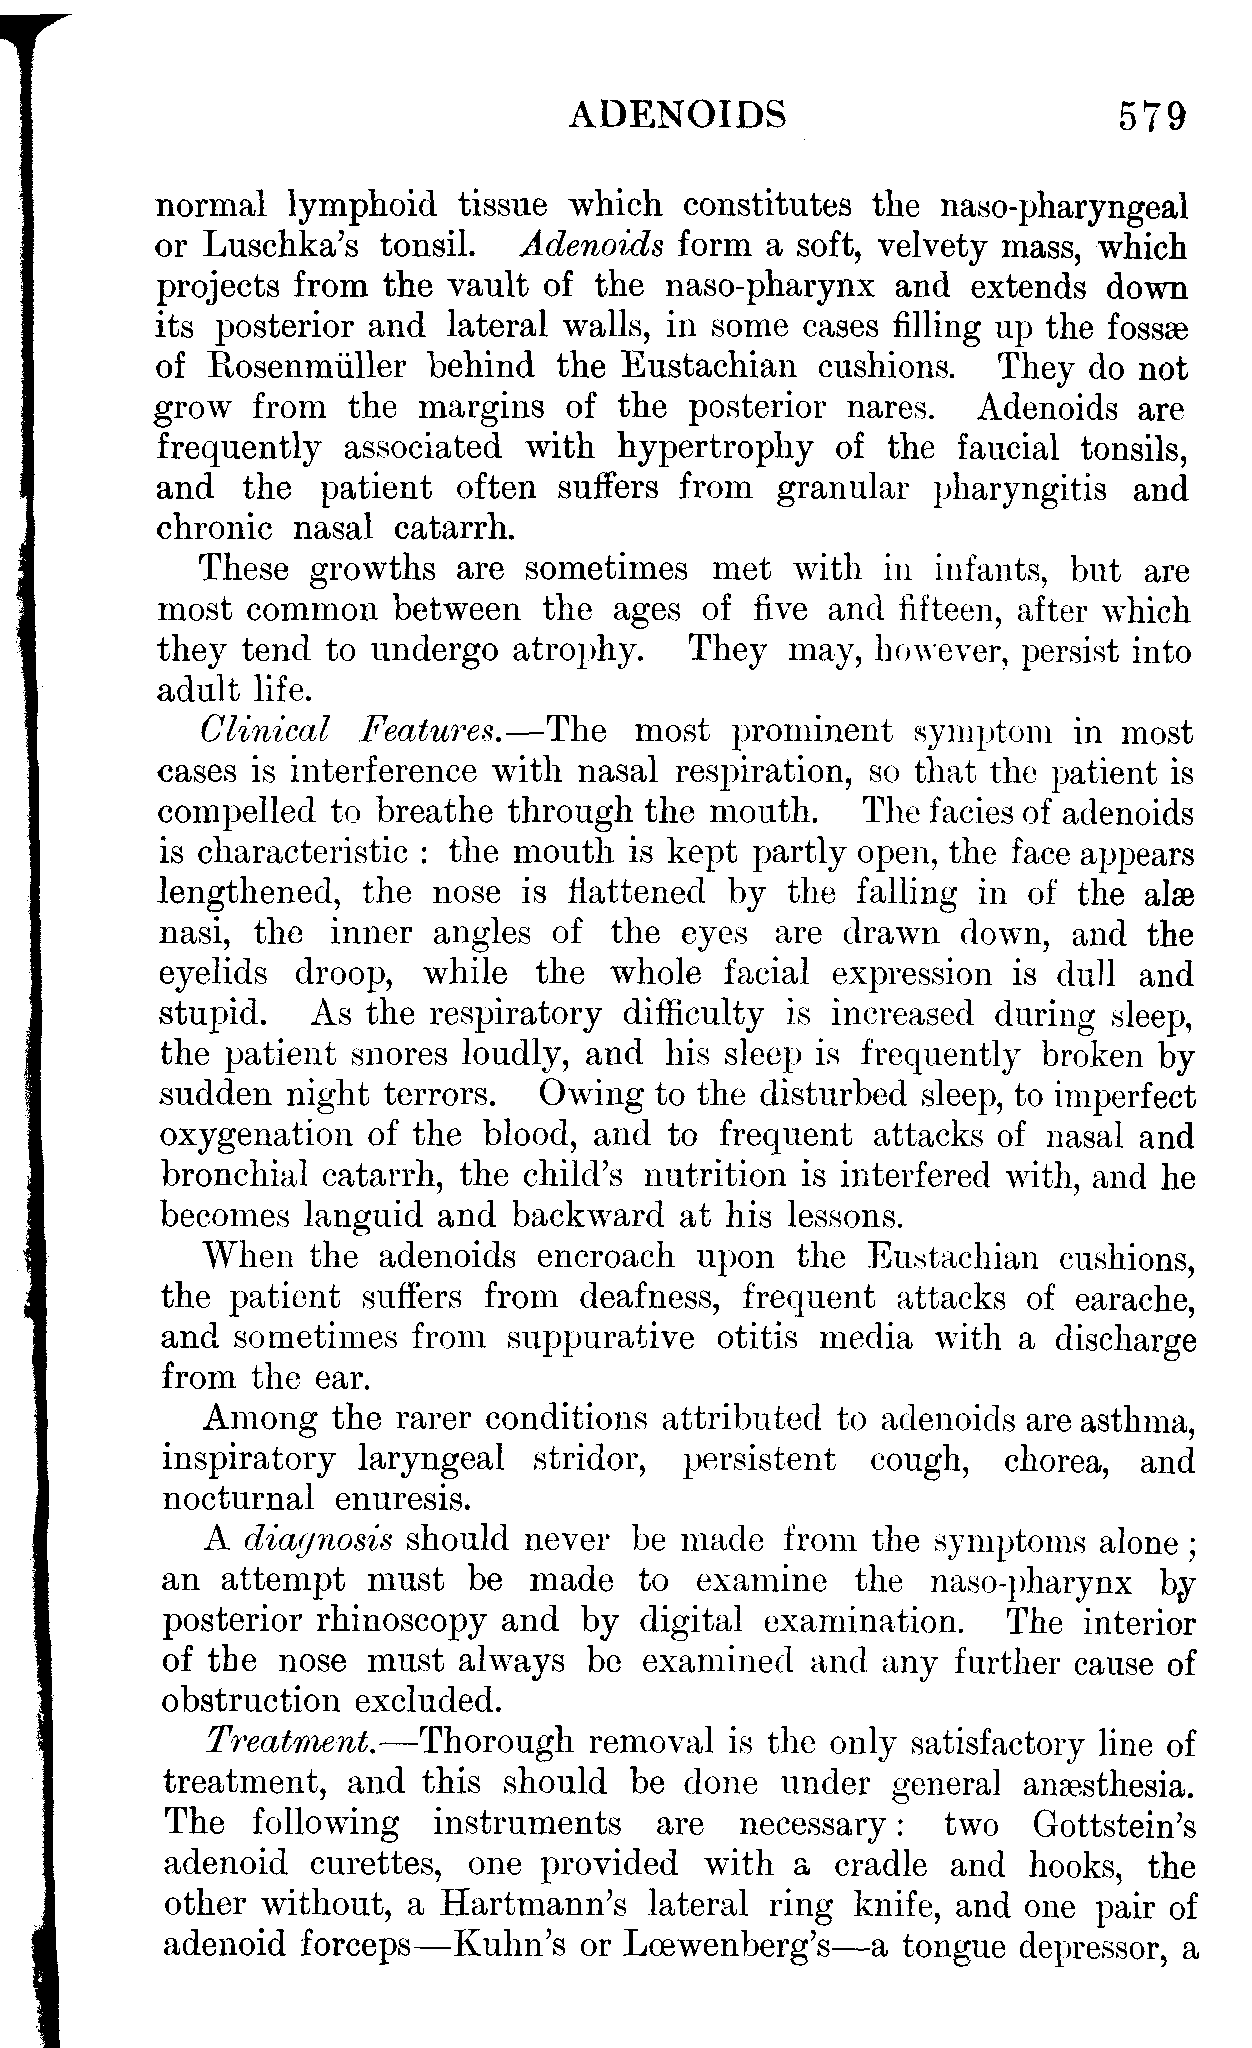 ADENOIDS 579
normal lymphoid tissue which constitutes the naso-pharyngeal
or Luschka's tonsil. Adenoids form a soft, velvety mass, which
projects from the vault of the naso-pharynx and extends down
its posterior and lateral walls, in some cases filling up the fossæ
of Rosenmüller behind the Eustachian cushions. They do not
grow from the margins of the posterior nares. Adenoids are
frequently associated with hypertrophy of the faucial tonsils,
and the patient often suffers from granular pharyngitis and
chronic nasal catarrh.
These growths are sometimes met with in infants, but are
most common between the ages of five and fifteen, after which
they tend to undergo atrophy. They may, however, persist into
adult life.
Clinical Features.—The most prominent symptom in most
cases is interference with nasal respiration, so that the patient is
compelled to breathe through the mouth. The facies of adenoids
is characteristic : the mouth is kept partly open, the face appears
lengthened, the nose is flattened by the falling in of the alæ
nasi, the inner angles of the eyes are drawn down, and the
eyelids droop, while the whole facial expression is dull and
stupid. As the respiratory difficulty is increased during sleep,
the patient snores loudly, and his sleep is frequently broken by
sudden night terrors. Owing to the disturbed sleep, to imperfect
oxygenation of the blood, and to frequent attacks of nasal and
bronchial catarrh, the child's nutrition is interfered with, and he
becomes languid and backward at his lessons.
When the adenoids encroach upon the Eustachian cushions,
the patient suffers from deafness, frequent attacks of earache,
and sometimes from suppurative otitis media with a discharge
from the ear.
Among the rarer conditions attributed to adenoids are asthma,
inspiratory laryngeal stridor, persistent cough, chorea, and
nocturnal enuresis.
A diagnosis should never be made from the symptoms alone ;
an attempt must be made to examine the naso-pharynx by
posterior rhinoscopy and by digital examination. The interior
of the nose must always be examined and any further cause of
obstruction excluded.
Treatment.—Thorough removal is the only satisfactory line of
treatment, and this should be done under general anæsthesia.
The following instruments are necessary : two Gottstein's
adenoid curettes, one provided with a cradle and hooks, the
other without, a Hartmann's lateral ring knife, and one pair of
adenoid forceps—Kuhn's or Lœwenberg's—a tongue depressor, a